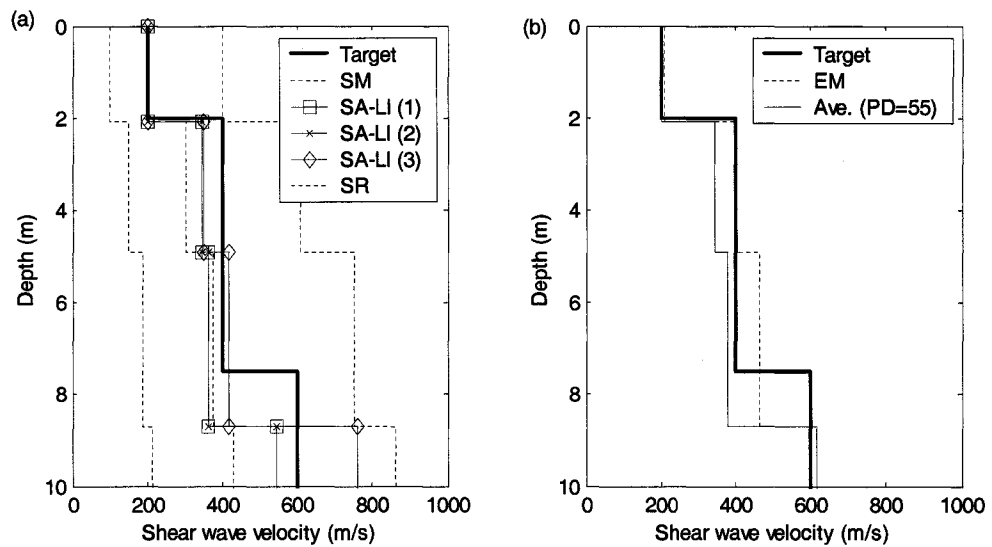 (a)
0
2
4
6
8
10
Depth (m)
0 200 400 600 800 1000
Shear wave velocity (m/s)
Target
SM
SA-LI (1)
SA-LI (2)
SA-LI (3)
SR
(b)
0
2
4
6
8
10
Depth (m)
0 200 400 600 800 1000
Shear wave velocity (m/s)
Target
EM
Ave. (PD=55)